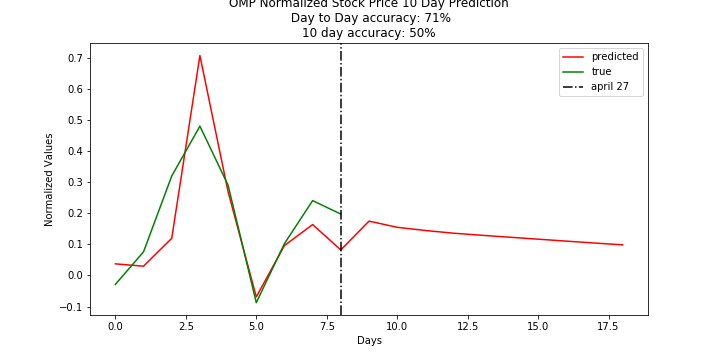 OMP Normalized Stock Price 10 Day Prediction
Day to Day accuracy: 71%
10 day accuracy: 50%
predicted
true
april 27
Normalized Values
0.7
0.6
0.5
0.4
0.3
0.2
0.1
0.0
−0.1
0.0
2.5
5.0
7.5
10.0
12.5
15.0
17.5
Days